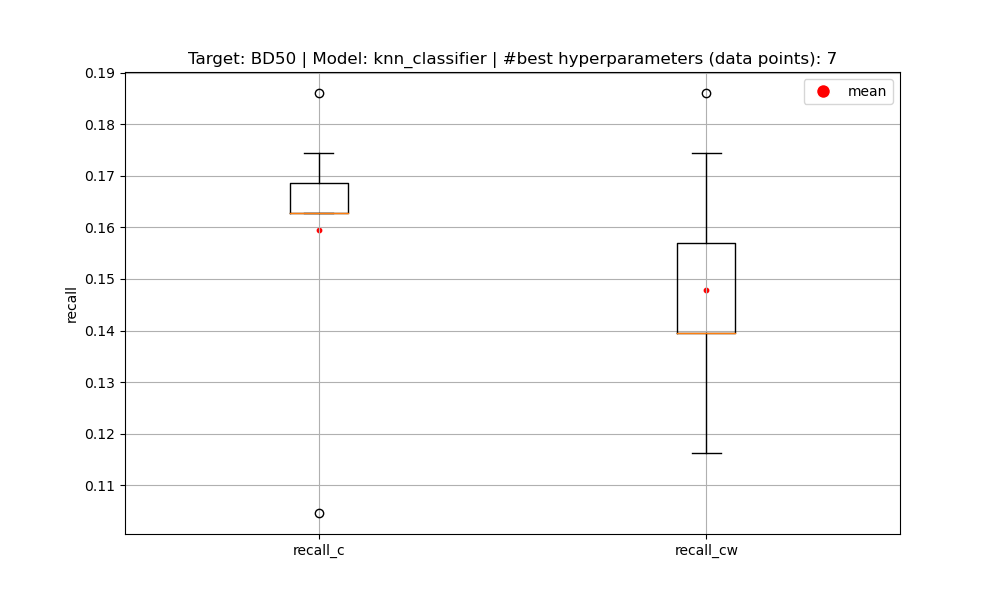 Target: BD50 | Model: knn_classifier | #best hyperparameters (data points): 7
mean
recall
0.19
0.18
0.17
0.16
0.15
0.14
0.13
0.12
0.11
recall_c
recall_cw